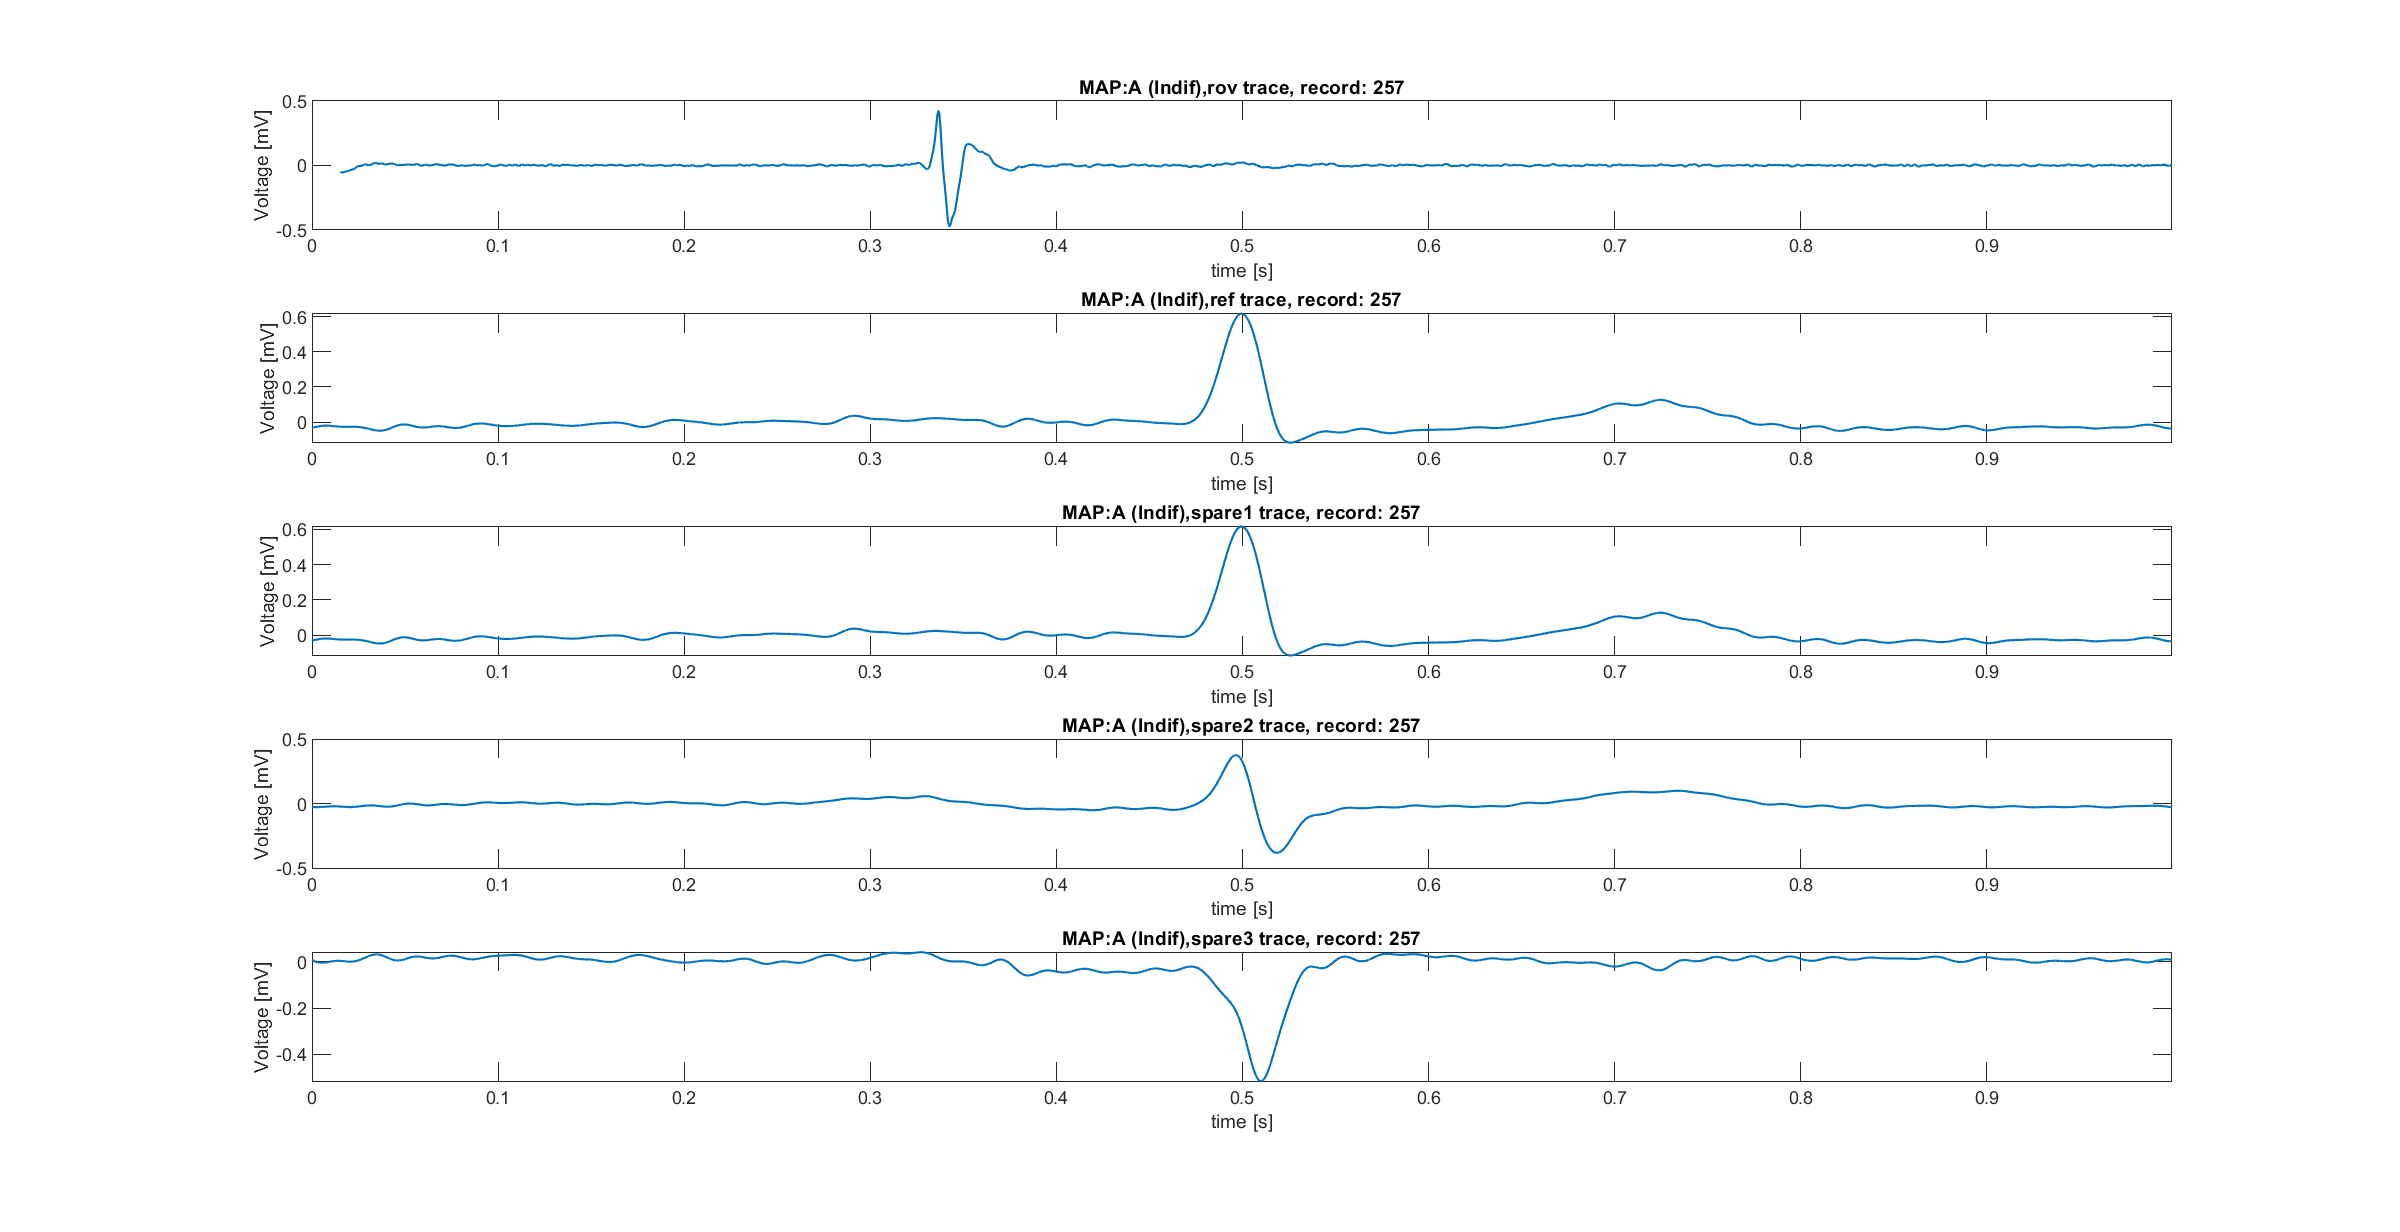 MAP:A (Indif),rov trace, record: 257
Voltage [mV]
0.5
0
-0.5
0 0.1 0.2 0.3 0.4 0.5 0.6 0.7 0.8 0.9
time [s]
MAP:A (Indif),ref trace, record: 257
Voltage [mV]
0.6
0.4
0.2
0
0 0.1 0.2 0.3 0.4 0.5 0.6 0.7 0.8 0.9
time [s]
MAP:A (Indif),spare1 trace, record: 257
Voltage [mV]
0.6
0.4
0.2
0
0 0.1 0.2 0.3 0.4 0.5 0.6 0.7 0.8 0.9
time [s]
MAP:A (Indif),spare2 trace, record: 257
Voltage [mV]
0.5
0
-0.5
0 0.1 0.2 0.3 0.4 0.5 0.6 0.7 0.8 0.9
time [s]
MAP:A (Indif),spare3 trace, record: 257
Voltage [mV]
0
-0.2
-0.4
0 0.1 0.2 0.3 0.4 0.5 0.6 0.7 0.8 0.9
time [s]